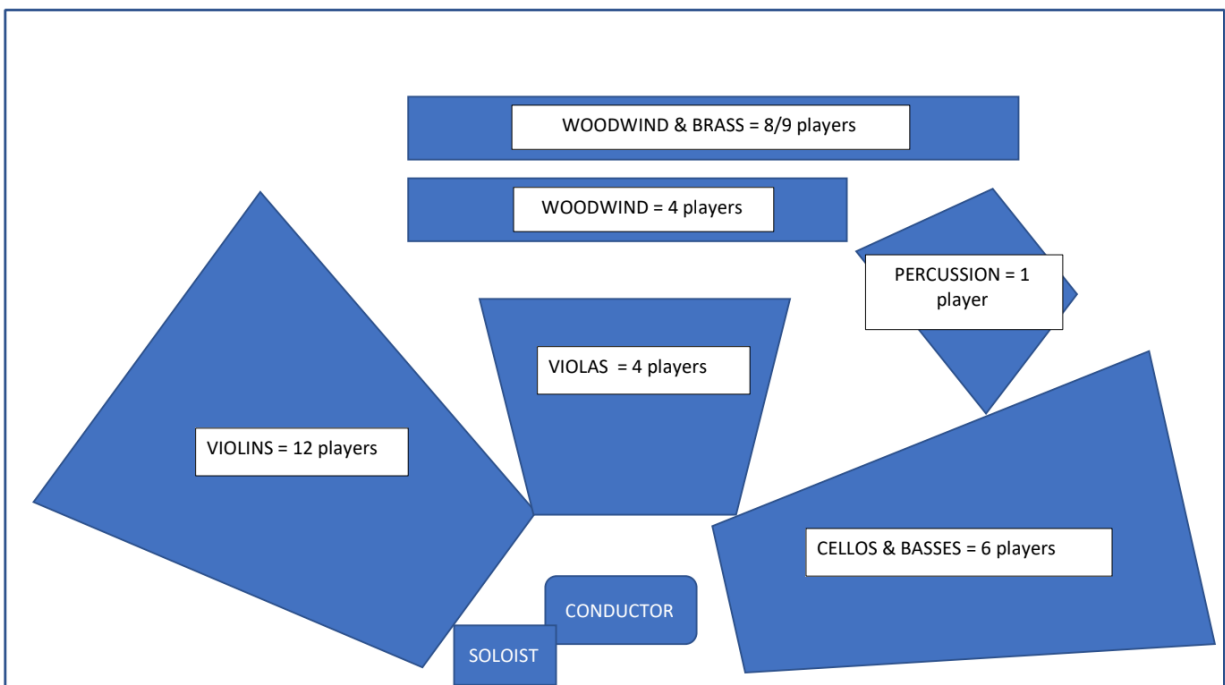 WOODWIND & BRASS = 8/9 players
WOODWIND = 4 players
PERCUSSION = 1
player
VIOLAS  = 4 players
VIOLINS = 12 players
CELLOS & BASSES = 6 players
CONDUCTOR
SOLOIST